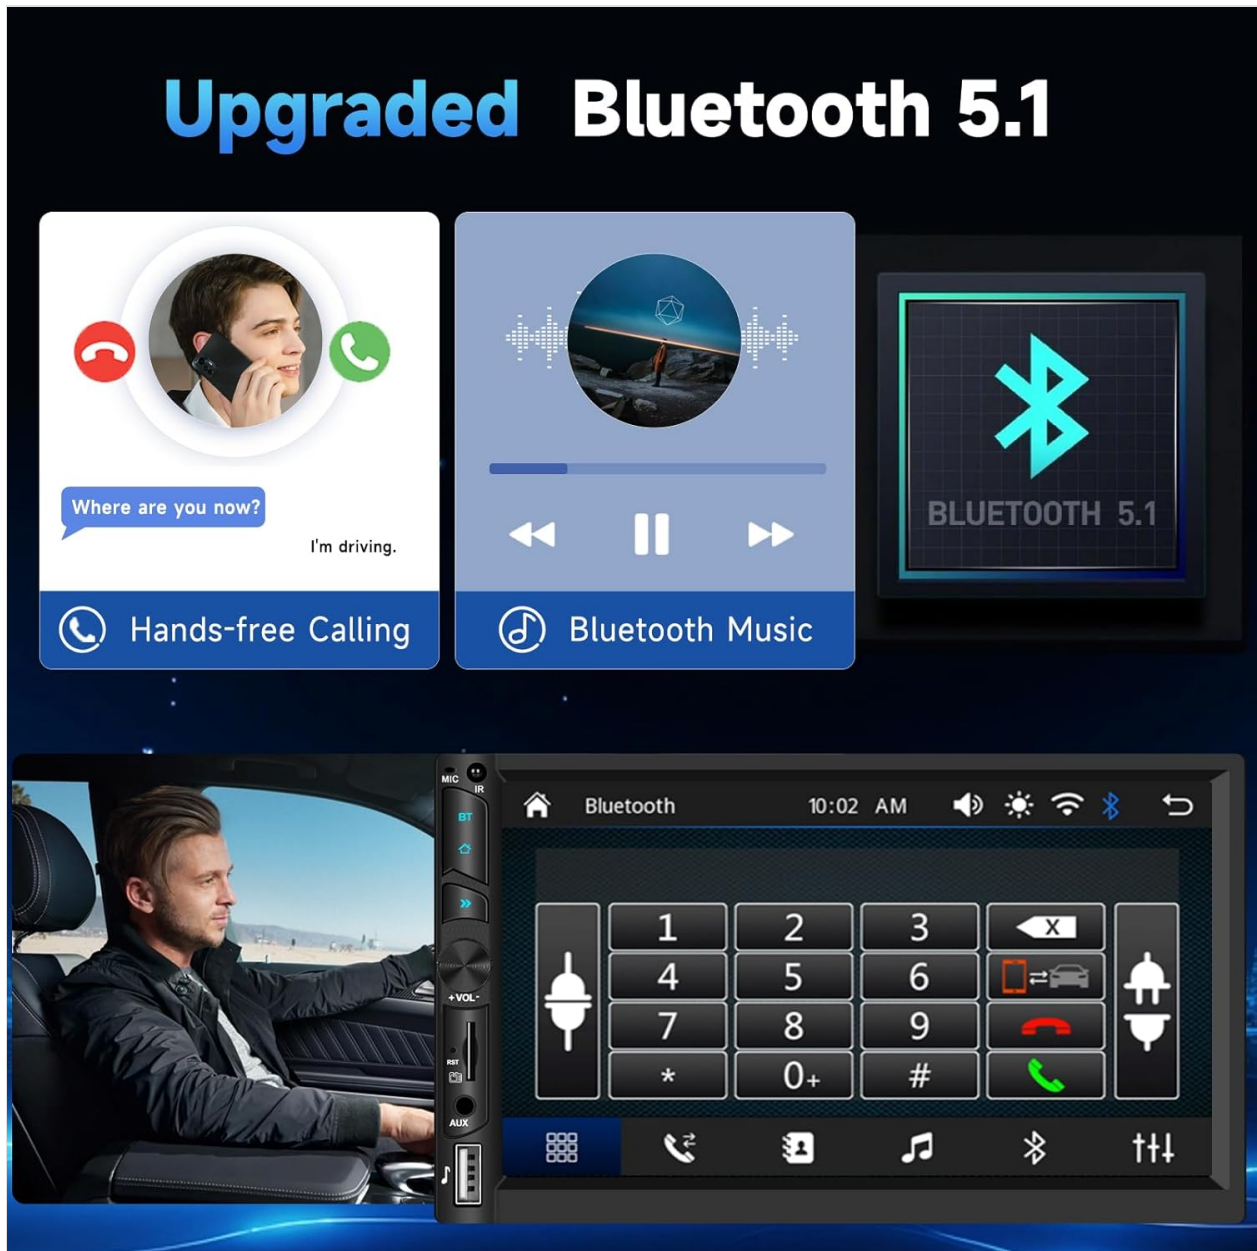 Upgraded Bluetooth 5.1
Where are you now?
I'm driving.
Hands-free Calling
Bluetooth Music
BLUETOOTH 5.1
MIC
IR
BT
+VOL-
RST
AUX
Bluetooth 10:02 AM
1 2 3 X
4 5 6
7 8 9
* 0+ #